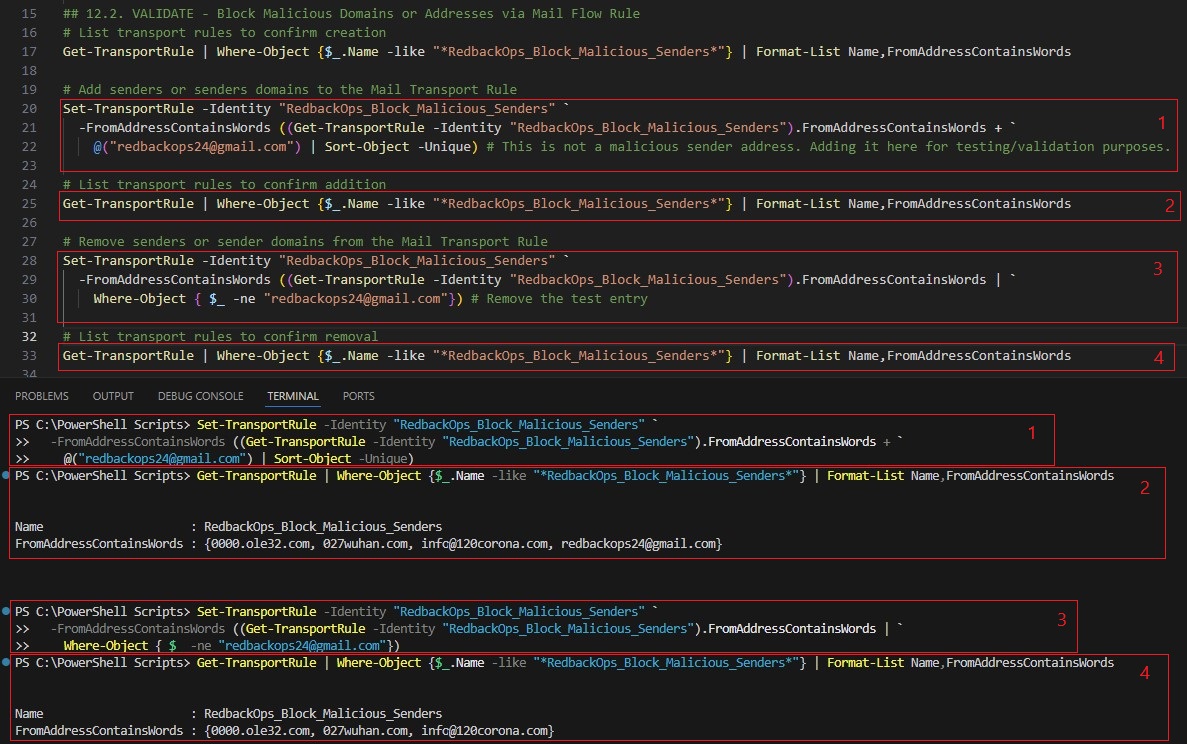 15 ## 12.2. VALIDATE - Block Malicious Domains or Addresses via Mail Flow Rule
16 # List transport rules to confirm creation
17 Get-TransportRule | Where-Object {$_.Name -like "*RedbackOps_Block_Malicious_Senders*"} | Format-List Name,FromAddressContainsWords
18
19 # Add senders or senders domains to the Mail Transport Rule
20 Set-TransportRule -Identity "RedbackOps_Block_Malicious_Senders" `
21 -FromAddressContainsWords ((Get-TransportRule -Identity "RedbackOps_Block_Malicious_Senders").FromAddressContainsWords + ` 1
22 @("redbackops24@gmail.com") | Sort-Object -Unique) # This is not a malicious sender address. Adding it here for testing/validation purposes.
23
24 # List transport rules to confirm addition
25 Get-TransportRule | Where-Object {$_.Name -like "*RedbackOps_Block_Malicious_Senders*"} | Format-List Name,FromAddressContainsWords 2
26
27 # Remove senders or sender domains from the Mail Transport Rule
28 Set-TransportRule -Identity "RedbackOps_Block_Malicious_Senders" ` 3
29 -FromAddressContainsWords ((Get-TransportRule -Identity "RedbackOps_Block_Malicious_Senders").FromAddressContainsWords | `
30 Where-Object { $_ -ne "redbackops24@gmail.com"}) # Remove the test entry
31
32 # List transport rules to confirm removal
33 Get-TransportRule | Where-Object {$_.Name -like "*RedbackOps_Block_Malicious_Senders*"} | Format-List Name,FromAddressContainsWords 4
34
PROBLEMS OUTPUT DEBUG CONSOLE TERMINAL PORTS
PS C:\PowerShell Scripts> Set-TransportRule -Identity "RedbackOps_Block_Malicious_Senders" `
>> -FromAddressContainsWords ((Get-TransportRule -Identity "RedbackOps_Block_Malicious_Senders").FromAddressContainsWords + ` 1
>> @("redbackops24@gmail.com") | Sort-Object -Unique)
PS C:\PowerShell Scripts> Get-TransportRule | Where-Object {$_.Name -like "*RedbackOps_Block_Malicious_Senders*"} | Format-List Name,FromAddressContainsWords 2
Name : RedbackOps_Block_Malicious_Senders
FromAddressContainsWords : {0000.ole32.com, 027wuhan.com, info@120corona.com, redbackops24@gmail.com}
PS C:\PowerShell Scripts> Set-TransportRule -Identity "RedbackOps_Block_Malicious_Senders" `
>> -FromAddressContainsWords ((Get-TransportRule -Identity "RedbackOps_Block_Malicious_Senders").FromAddressContainsWords | ` 3
>> Where-Object { $_ -ne "redbackops24@gmail.com"})
PS C:\PowerShell Scripts> Get-TransportRule | Where-Object {$_.Name -like "*RedbackOps_Block_Malicious_Senders*"} | Format-List Name,FromAddressContainsWords 4
Name : RedbackOps_Block_Malicious_Senders
FromAddressContainsWords : {0000.ole32.com, 027wuhan.com, info@120corona.com}